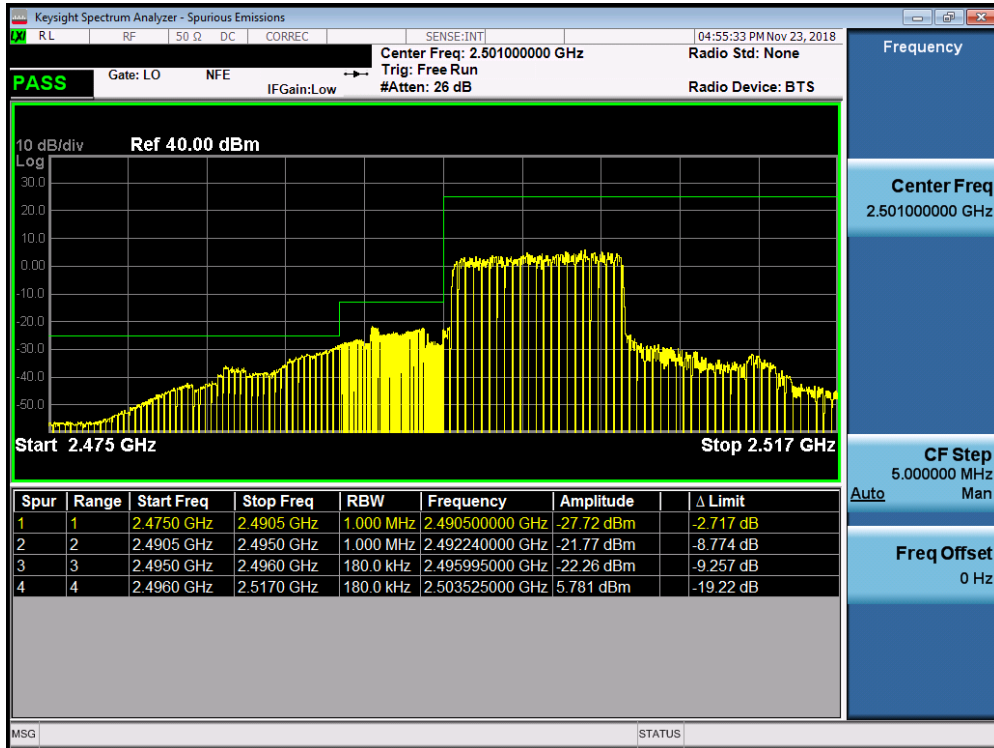 Keysight Spectrum Analyzer - Spurious Emissions
LXI RL RF 50 Ω DC CORREC SENSE:INT 04:55:33 PM Nov 23, 2018
Center Freq: 2.501000000 GHz Radio Std: None
Gate: LO NFE Trig: Free Run
PASS IFGain:Low #Atten: 26 dB Radio Device: BTS
Frequency
10 dB/div Ref 40.00 dBm
Log
30.0
20.0
10.0
0.00
-10.0
-20.0
-30.0
-40.0
-50.0
Start 2.475 GHz Stop 2.517 GHz
Spur Range Start Freq Stop Freq RBW Frequency Amplitude Δ Limit
1 1 2.4750 GHz 2.4905 GHz 1.000 MHz 2.490500000 GHz -27.72 dBm -2.717 dB
2 2 2.4905 GHz 2.4950 GHz 1.000 MHz 2.492240000 GHz -21.77 dBm -8.774 dB
3 3 2.4950 GHz 2.4960 GHz 180.0 kHz 2.495995000 GHz -22.26 dBm -9.257 dB
4 4 2.4960 GHz 2.5170 GHz 180.0 kHz 2.503525000 GHz 5.781 dBm -19.22 dB
Center Freq
2.501000000 GHz
CF Step
5.000000 MHz
Auto Man
Freq Offset
0 Hz
MSG STATUS